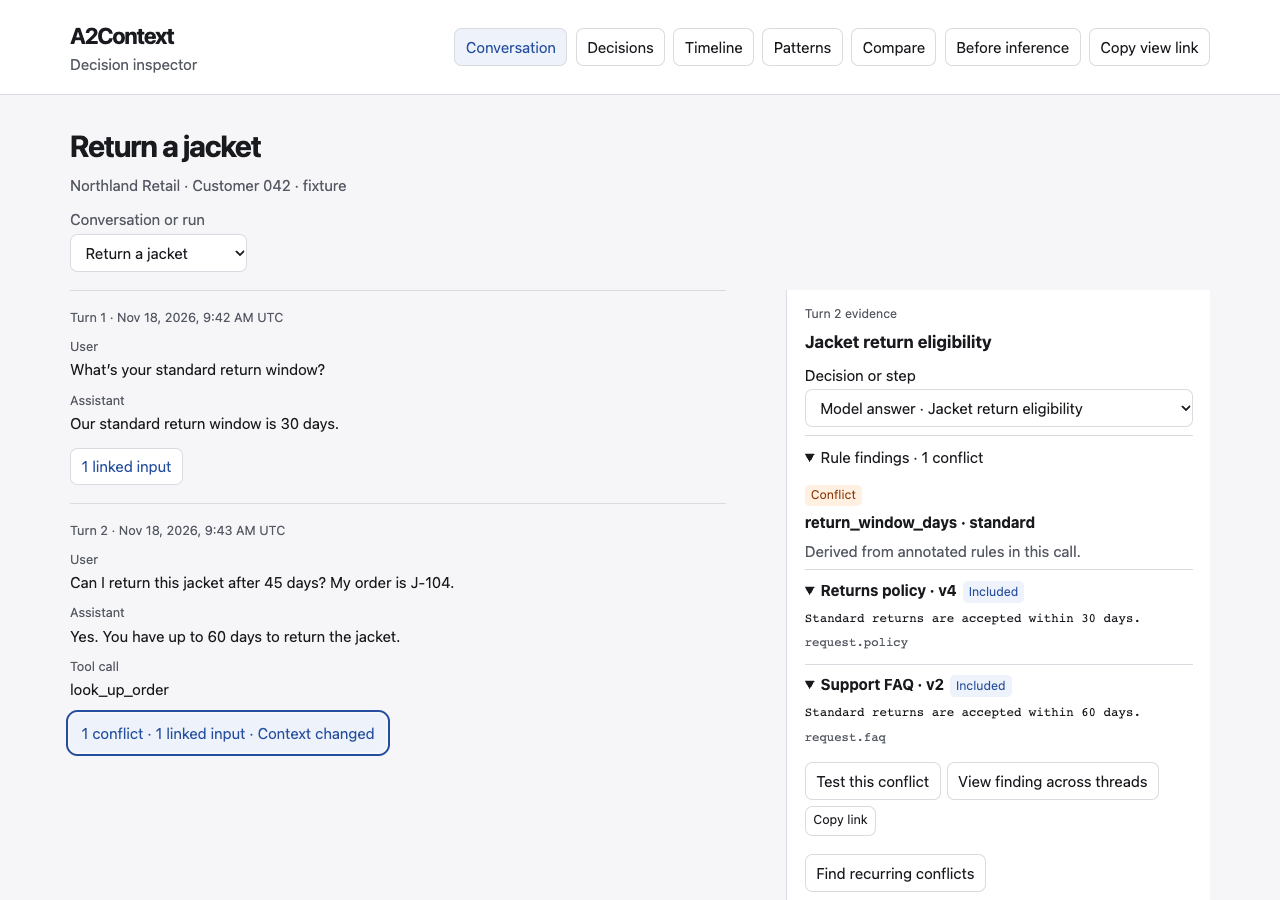 A2Context
Decision inspector
Conversation
Decisions
Timeline
Patterns
Compare
Before inference
Copy view link
Return a jacket
Northland Retail · Customer 042 · fixture
Conversation or run
Return a jacket
Turn 1 · Nov 18, 2026, 9:42 AM UTC
User
What's your standard return window?
Assistant
Our standard return window is 30 days.
1 linked input
Turn 2 · Nov 18, 2026, 9:43 AM UTC
User
Can I return this jacket after 45 days? My order is J-104.
Assistant
Yes. You have up to 60 days to return the jacket.
Tool call
look_up_order
1 conflict · 1 linked input · Context changed
Turn 2 evidence
Jacket return eligibility
Decision or step
Model answer · Jacket return eligibility
Rule findings · 1 conflict
Conflict
return_window_days · standard
Derived from annotated rules in this call.
Returns policy · v4 Included
Standard returns are accepted within 30 days.
request.policy
Support FAQ · v2 Included
Standard returns are accepted within 60 days.
request.faq
Test this conflict
View finding across threads
Copy link
Find recurring conflicts